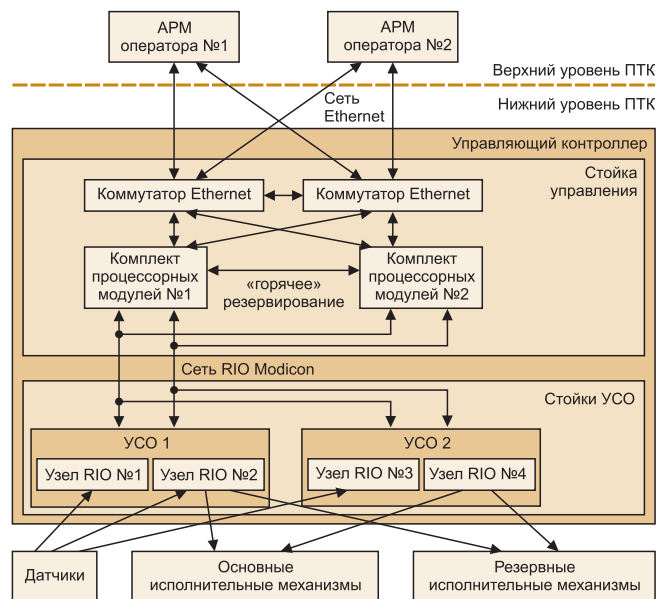 АРМ
оператора №1
АРМ
оператора №2
Верхний уровень ПТК
Сеть
Ethernet
Нижний уровень ПТК
Управляющий контроллер
Стойка
управления
Коммутатор Ethernet
Коммутатор Ethernet
Комплект
процессорных
модулей №1
«горячее»
резервирование
Комплект
процессорных
модулей №2
Сеть RIO Modicon
Стойки УСО
УСО 1
УСО 2
Узел RIO №1
Узел RIO №2
Узел RIO №3
Узел RIO №4
Датчики
Основные
исполнительные механизмы
Резервные
исполнительные механизмы